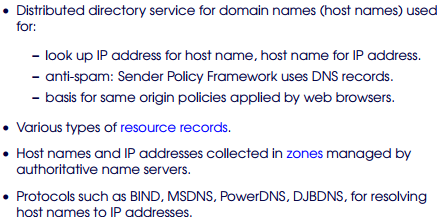 • Distributed directory service for domain names (host names) used
for:
– look up IP address for host name, host name for IP address.
– anti-spam: Sender Policy Framework uses DNS records.
– basis for same origin policies applied by web browsers.
• Various types of resource records.
• Host names and IP addresses collected in zones managed by
authoritative name servers.
• Protocols such as BIND, MSDNS, PowerDNS, DJBDNS, for resolving
host names to IP addresses.